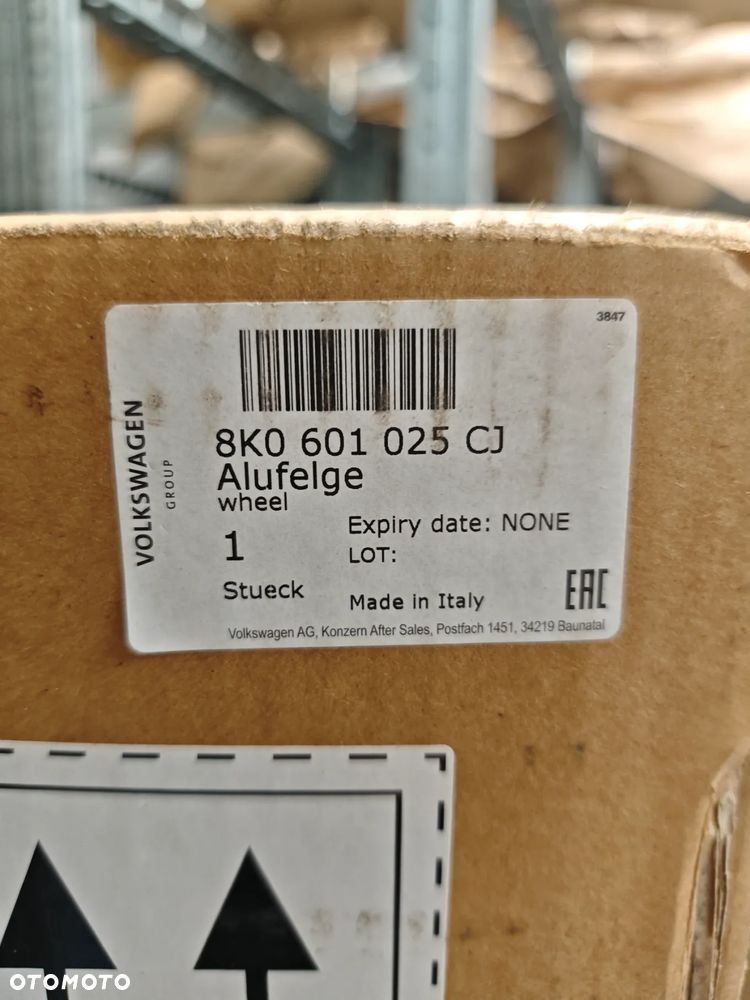 3847
VOLKSWAGEN
GROUP
8K0 601 025 CJ
Alufelge
wheel
1
Stueck
Expiry date: NONE
LOT:
Made in Italy
EAC
Volkswagen AG, Konzern After Sales, Postfach 1451, 34219 Baunatal
OTOMOTO